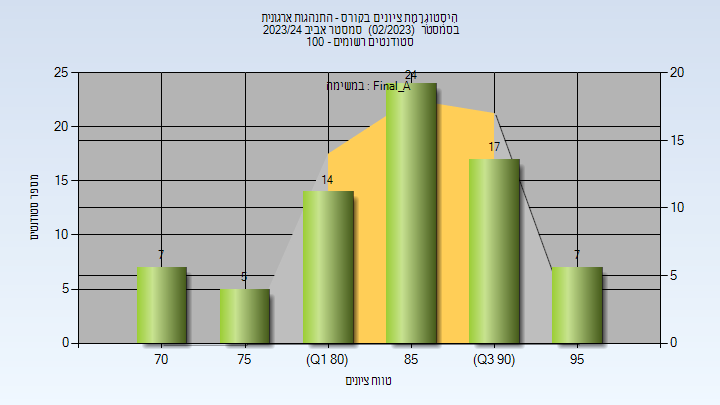 היסטוגרמת ציונים בקורס - התנהגות ארגונית
בסמסטר (02/2023) סמסטר אביב 2023/24
סטודנטים רשומים - 100
במשימה : Final_A
25
20
15
10
5
0
20
15
10
5
0
מספר סטודנטים
7
5
14
24
17
7
70
75
(Q1 80)
85
(Q3 90)
95
טווח ציונים